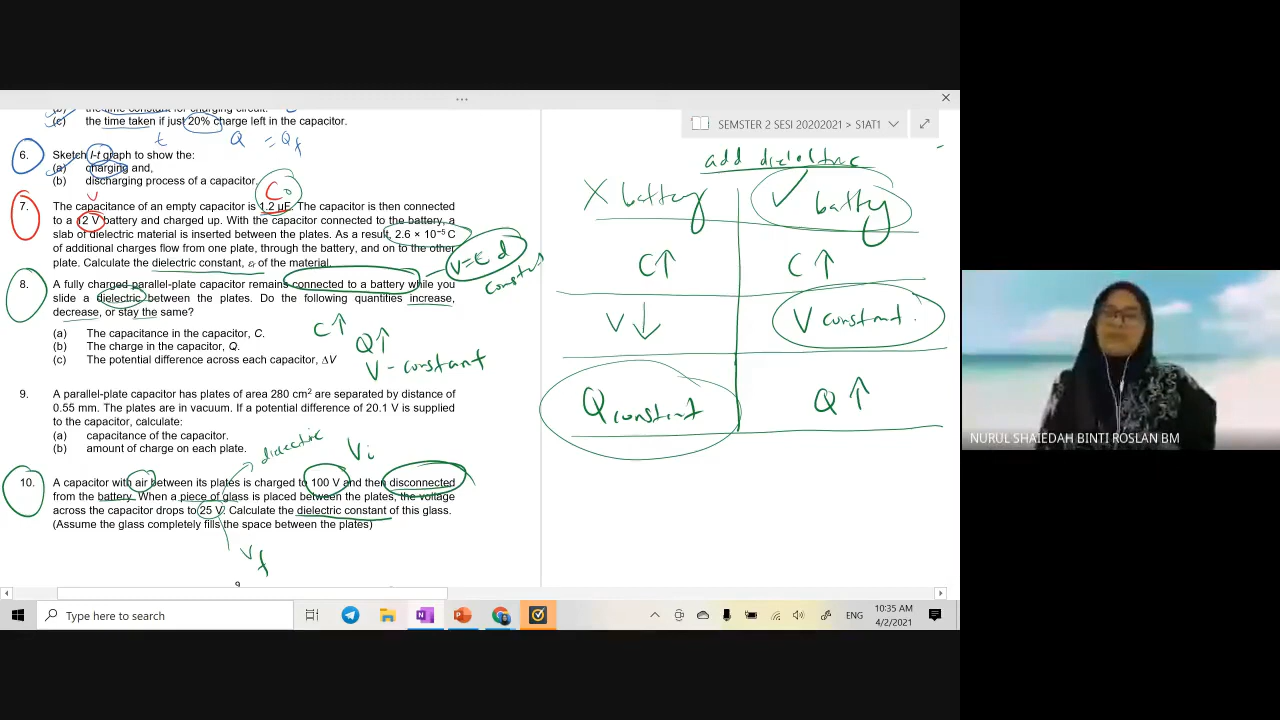 (b) the time constant for charging circuit.
(c) the time taken if just 20% charge left in the capacitor.
t Q = Qf
6. Sketch I-t graph to show the:
(a) charging and,
(b) discharging process of a capacitor.
V C₀
7. The capacitance of an empty capacitor is 1.2 μF. The capacitor is then connected
to a 12 V battery and charged up. With the capacitor connected to the battery, a
slab of dielectric material is inserted between the plates. As a result, 2.6 × 10⁻⁵ C
of additional charges flow from one plate, through the battery, and on to the other
plate. Calculate the dielectric constant, εr of the material.
V=Ed
constant
8. A fully charged parallel-plate capacitor remains connected to a battery while you
slide a dielectric between the plates. Do the following quantities increase,
decrease, or stay the same?
(a) The capacitance in the capacitor, C.
(b) The charge in the capacitor, Q.
(c) The potential difference across each capacitor, ΔV
C↑
Q↑
V - constant
9. A parallel-plate capacitor has plates of area 280 cm² are separated by distance of
0.55 mm. The plates are in vacuum. If a potential difference of 20.1 V is supplied
to the capacitor, calculate:
(a) capacitance of the capacitor.
(b) amount of charge on each plate.
dielectric
Vi
10. A capacitor with air between its plates is charged to 100 V and then disconnected
from the battery. When a piece of glass is placed between the plates, the voltage
across the capacitor drops to 25 V. Calculate the dielectric constant of this glass.
(Assume the glass completely fills the space between the plates)
Vf
9
SEMSTER 2 SESI 20202021 > S1AT1
add dielectric
X battery ✓ battery
C↑ C↑
V↓ V constant
Q constant Q↑
NURUL SHAIEDAH BINTI ROSLAN BM
Type here to search
ENG
10:35 AM
4/2/2021